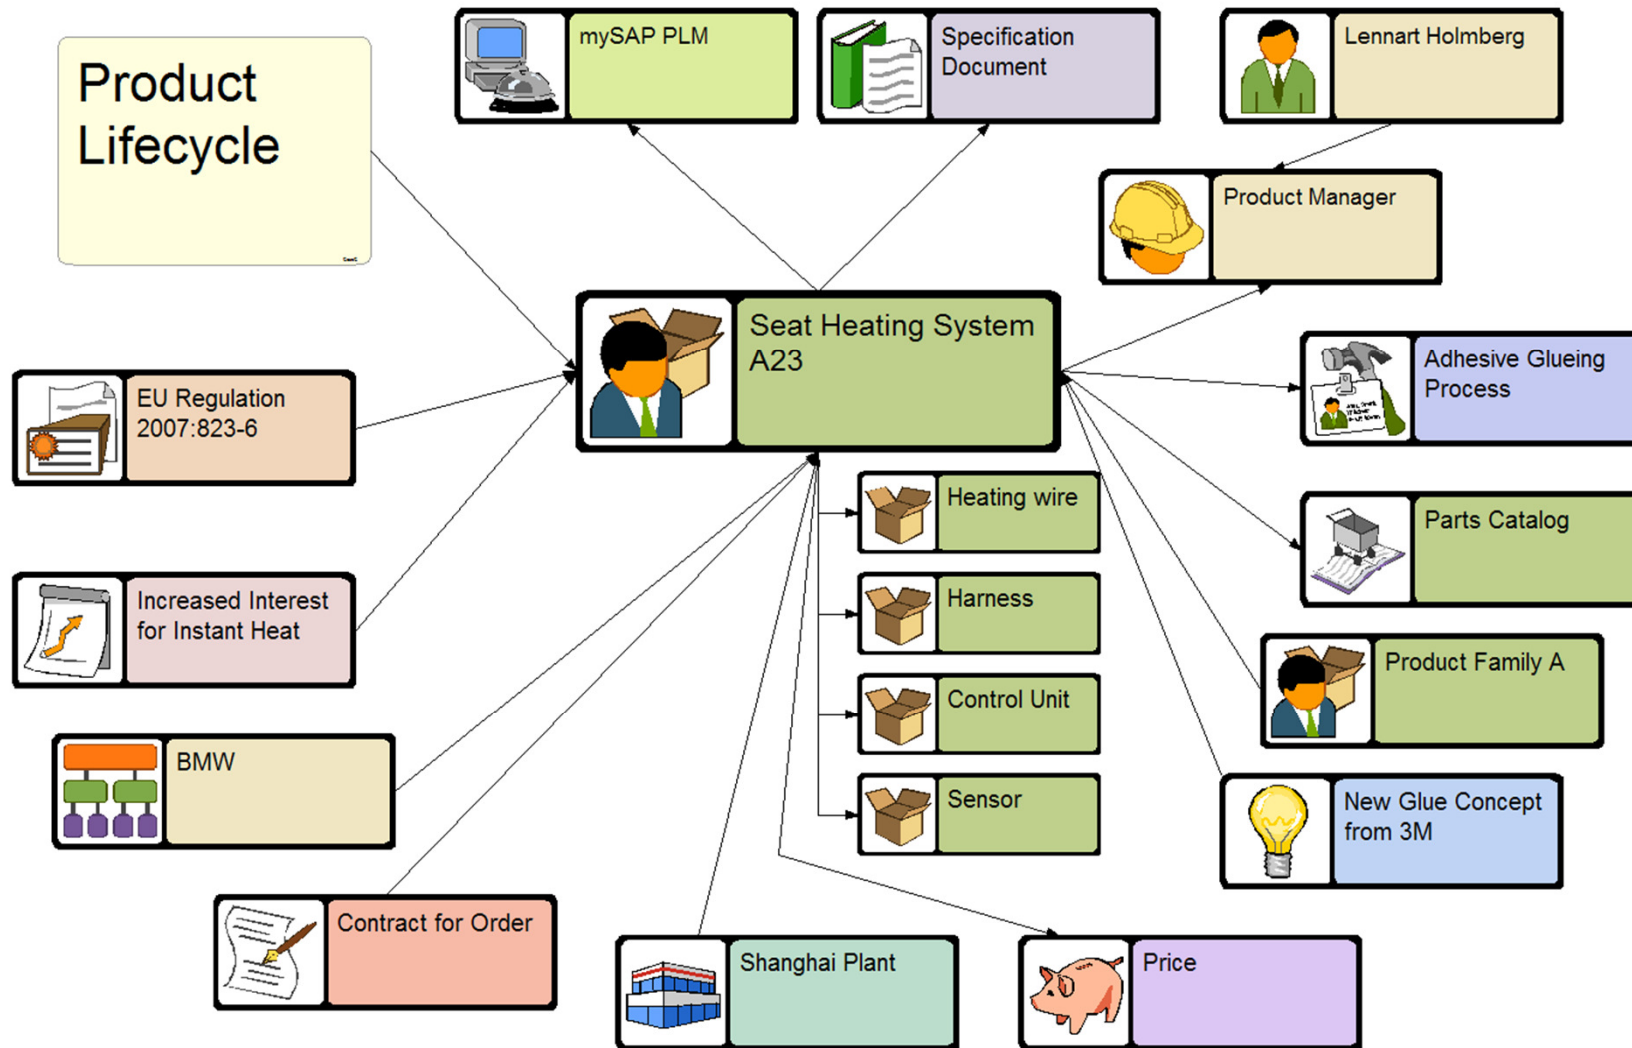 Product
Lifecycle
mySAP PLM
Specification
Document
Lennart Holmberg
Product Manager
Seat Heating System
A23
Adhesive Glueing
Process
EU Regulation
2007:823-6
Heating wire
Parts Catalog
Increased Interest
for Instant Heat
Harness
Product Family A
Control Unit
BMW
Sensor
New Glue Concept
from 3M
Contract for Order
Shanghai Plant
Price